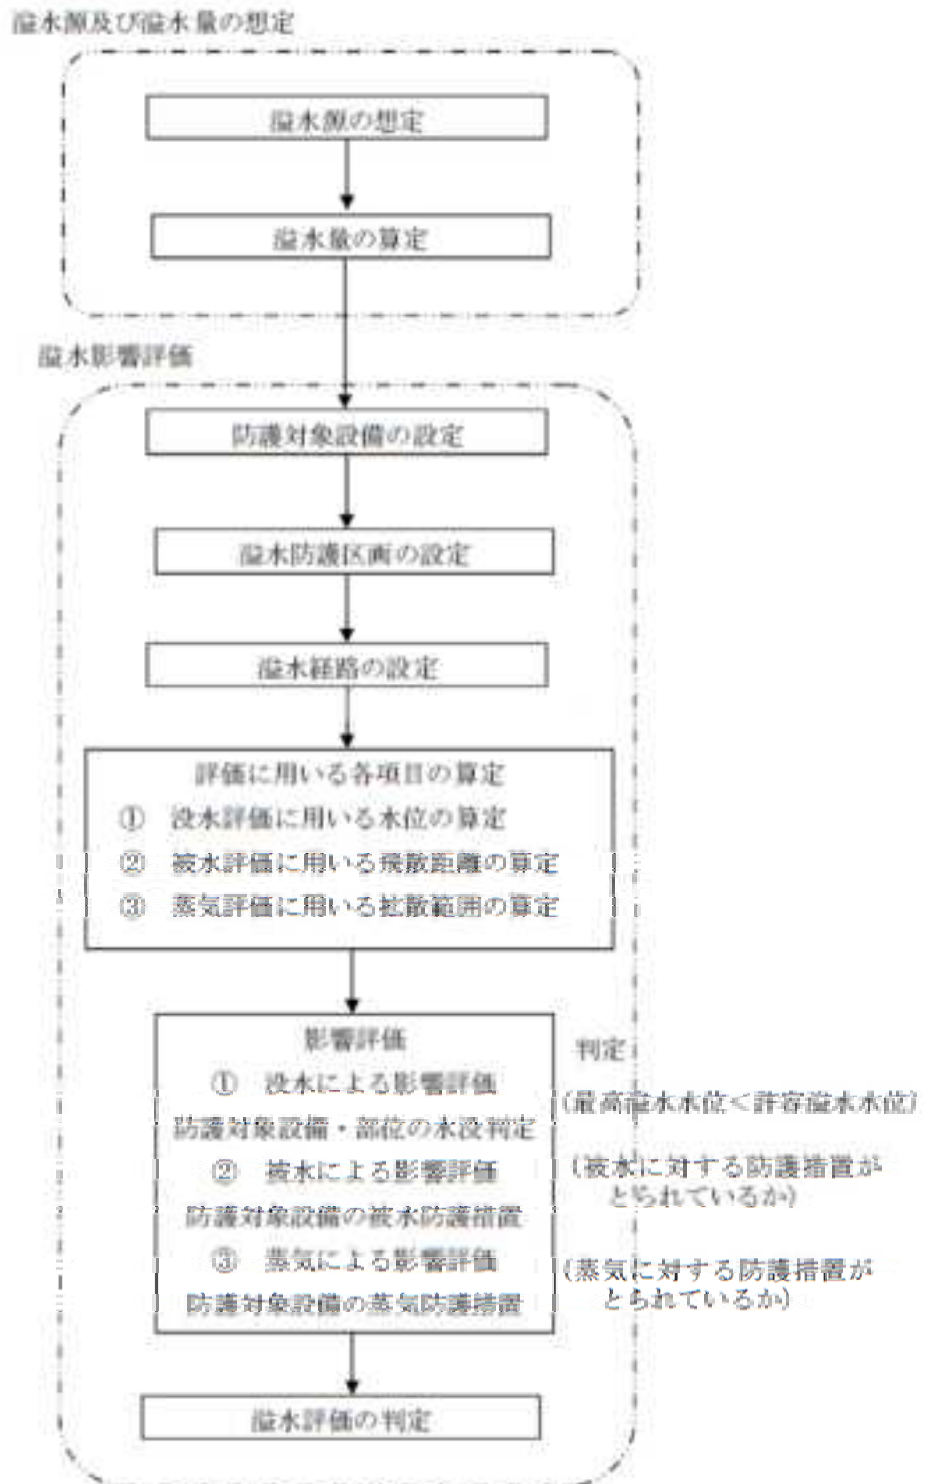 溢水源及び溢水量の想定
溢水源の想定
溢水量の算定
溢水影響評価
防護対象設備の設定
溢水防護区画の設定
溢水経路の設定
評価に用いる各項目の算定
① 没水評価に用いる水位の算定
② 被水評価に用いる飛散距離の算定
③ 蒸気評価に用いる拡散範囲の算定
影響評価
判定
① 没水による影響評価
(最高溢水水位<許容溢水水位)
防護対象設備・部位の水没判定
② 被水による影響評価
(被水に対する防護措置が
とられているか)
防護対象設備の被水防護措置
③ 蒸気による影響評価
(蒸気に対する防護措置が
とられているか)
防護対象設備の蒸気防護措置
溢水評価の判定